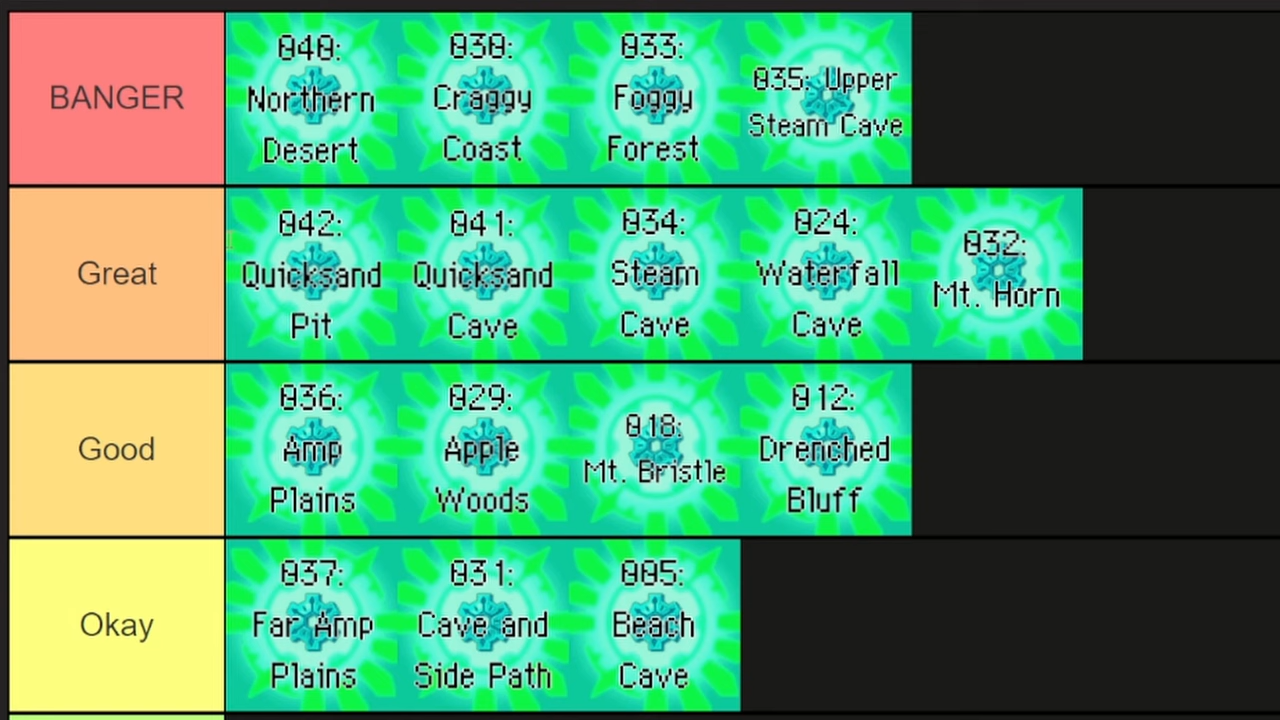 BANGER
040:
Northern
Desert
030:
Craggy
Coast
033:
Foggy
Forest
035: Upper
Steam Cave
Great
042:
Quicksand
Pit
041:
Quicksand
Cave
034:
Steam
Cave
024:
Waterfall
Cave
032:
Mt. Horn
Good
036:
Amp
Plains
029:
Apple
Woods
018:
Mt. Bristle
012:
Drenched
Bluff
Okay
037:
Far Amp
Plains
031:
Cave and
Side Path
005:
Beach
Cave